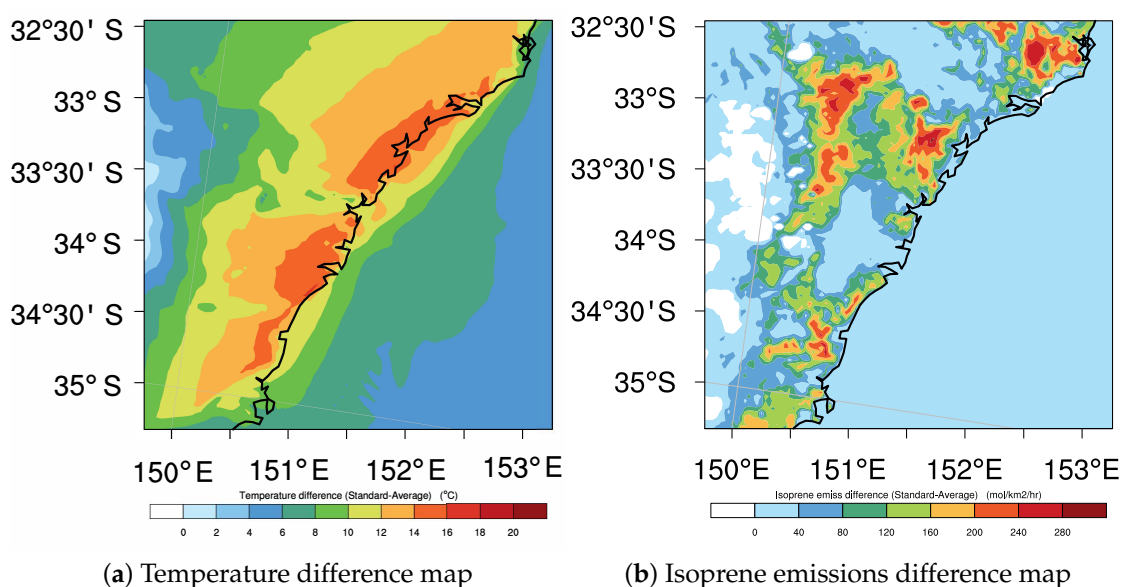 32°30' S
33° S
33°30' S
34° S
34°30' S
35° S
150°E 151°E 152°E 153°E
Temperature difference (Standard-Average) (°C)
0 2 4 6 8 10 12 14 16 18 20
(a) Temperature difference map
32°30' S
33° S
33°30' S
34° S
34°30' S
35° S
150°E 151°E 152°E 153°E
Isoprene emiss difference (Standard-Average) (mol/km2/hr)
0 40 80 120 160 200 240 280
(b) Isoprene emissions difference map